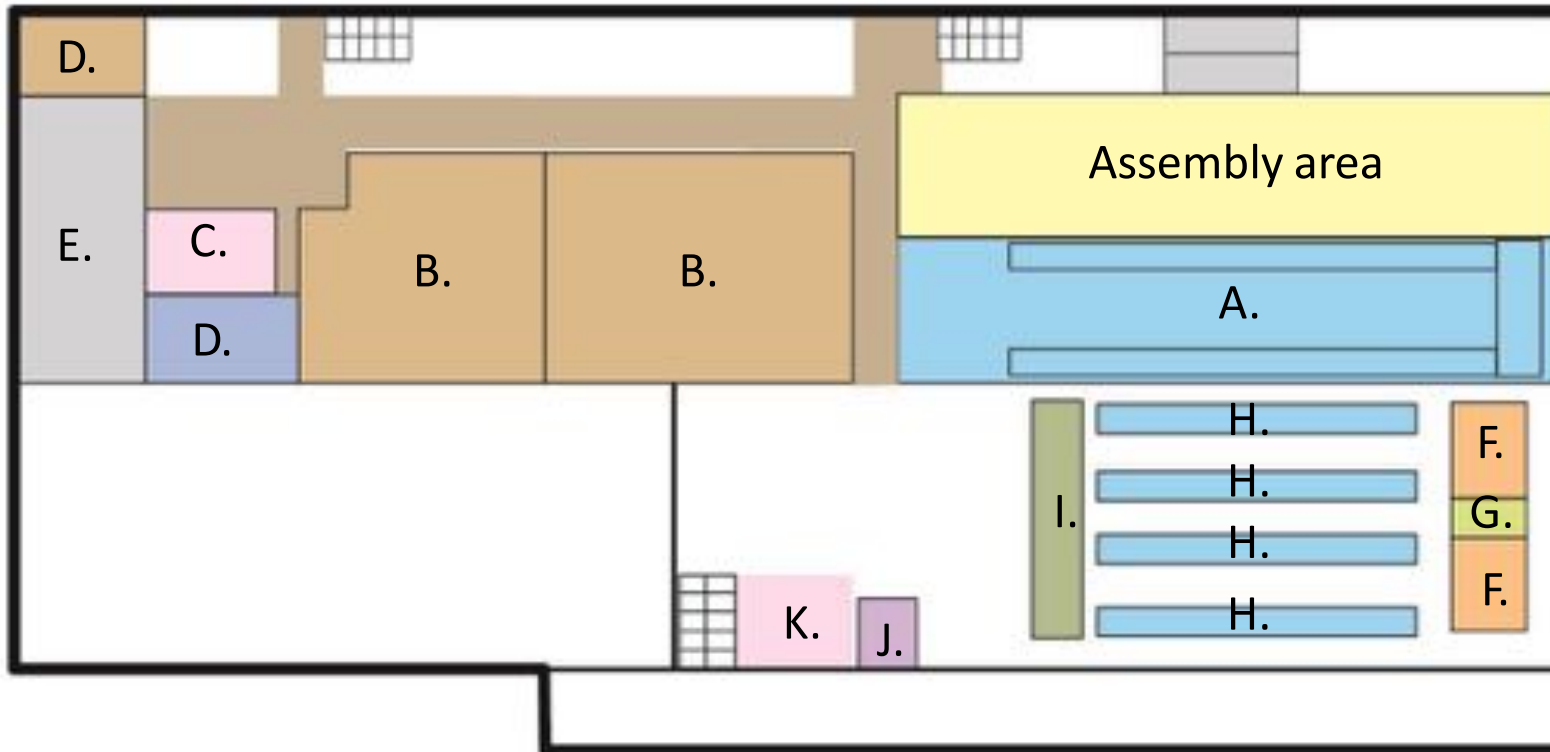 D.
Assembly area
E.
C.
B.
B.
A.
D.
H.
F.
H.
I.
G.
H.
F.
H.
K.
J.